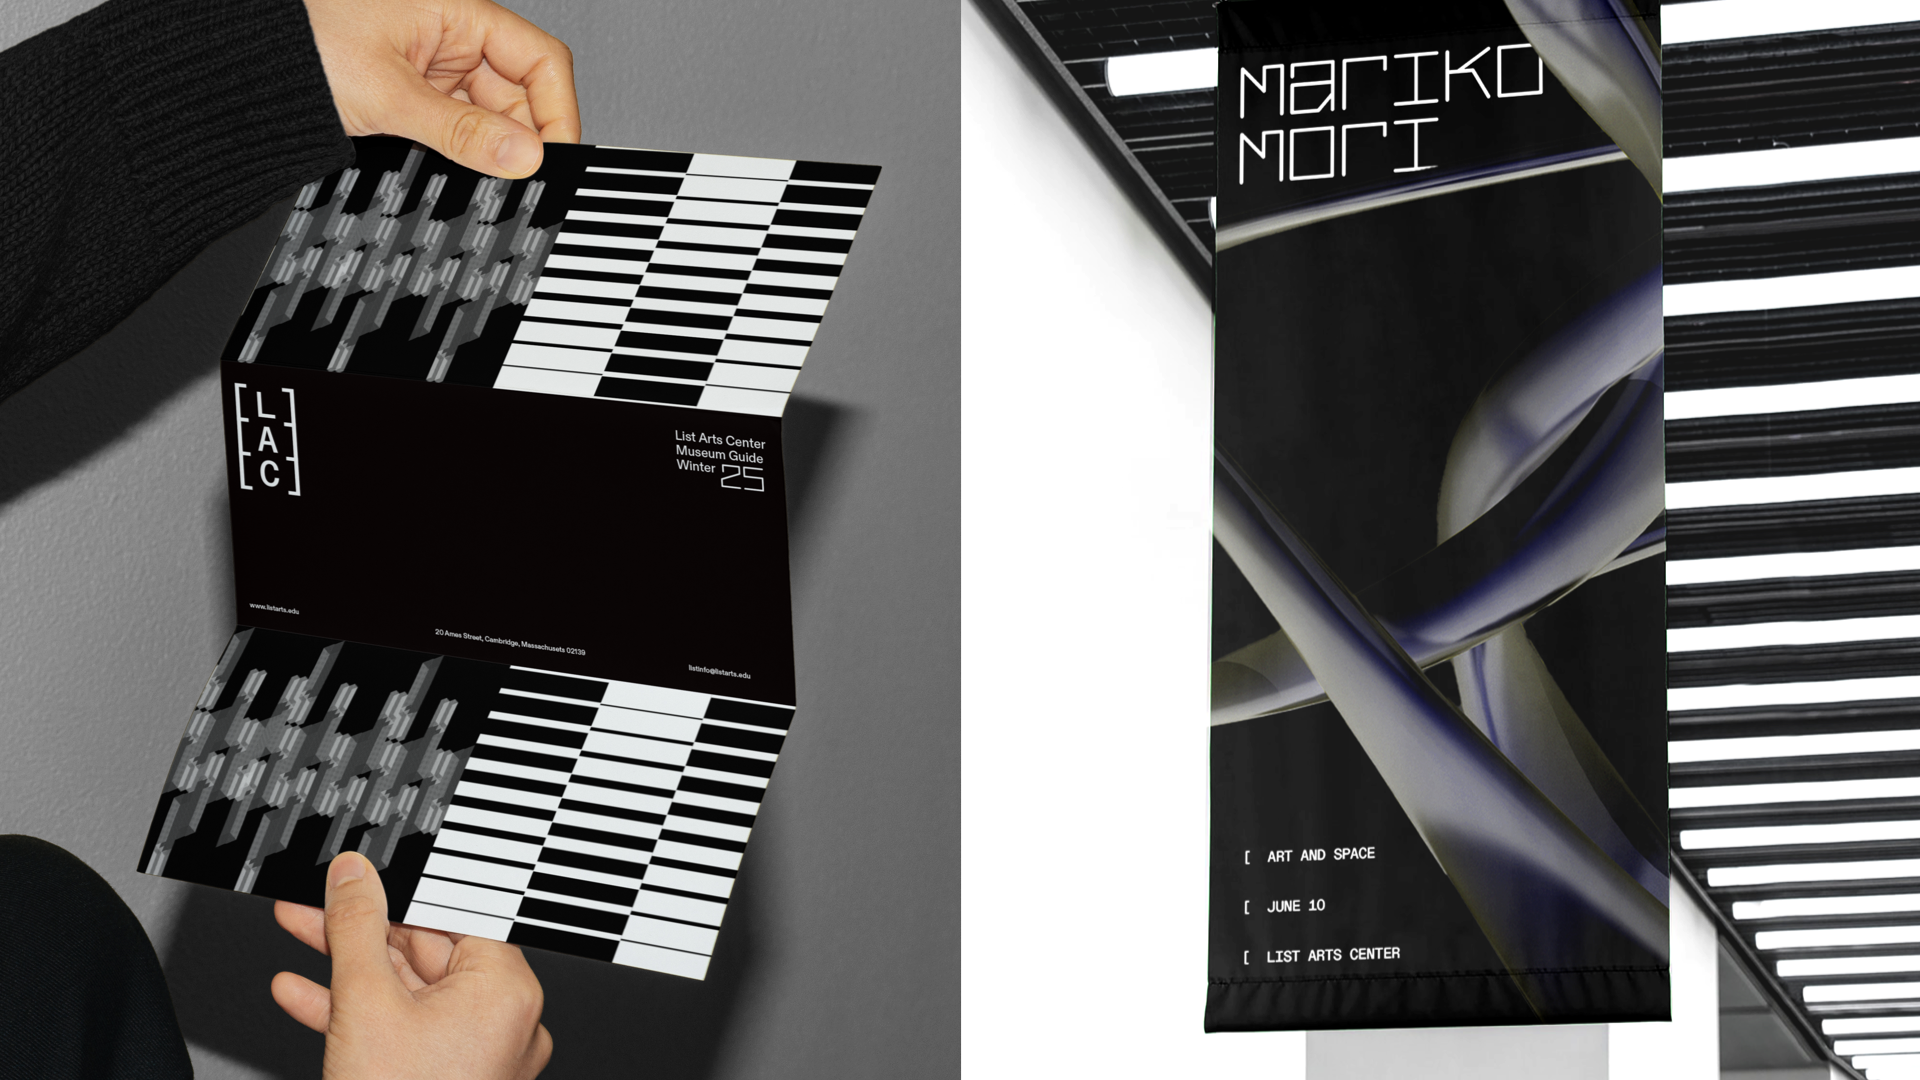 [L]
[A]
[C]
List Arts Center
Museum Guide
Winter 25
www.listarts.edu
20 Ames Street, Cambridge, Massachusets 02139
listinfo@listarts.edu
Mariko
Mori
[ ART AND SPACE
[ JUNE 10
[ LIST ARTS CENTER